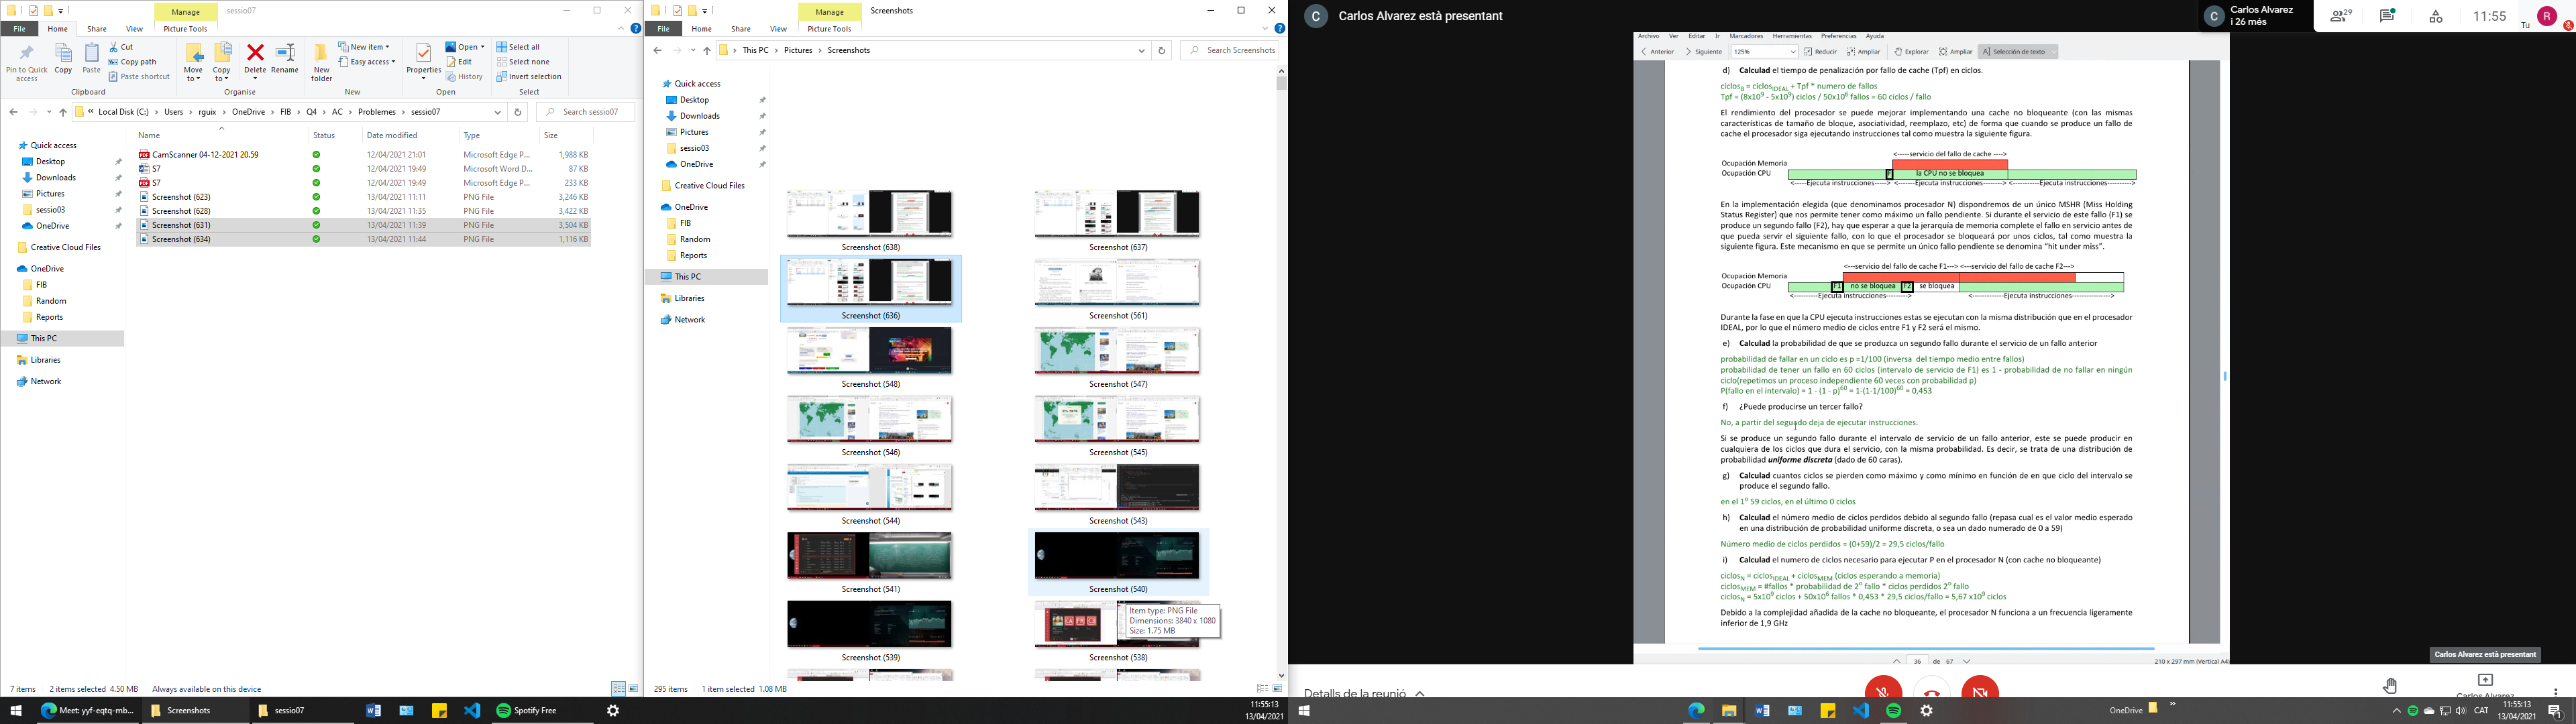 Manage
sessio07
File
Home
Share
View
Picture Tools
Pin to Quick access
Copy
Paste
Cut
Copy path
Paste shortcut
Move to
Copy to
Delete
Rename
New folder
New item
Easy access
Properties
Open
Edit
History
Select all
Select none
Invert selection
Clipboard
Organise
New
Open
Select
« Local Disk (C:) > Users > rguix > OneDrive > FIB > Q4 > AC > Problemes > sessio07
Search sessio07
Name Status Date modified Type Size
Quick access
Desktop
Downloads
Pictures
sessio03
OneDrive
Creative Cloud Files
OneDrive
FIB
Random
Reports
This PC
Libraries
Network
CamScanner 04-12-2021 20.59 12/04/2021 21:01 Microsoft Edge P... 1,988 KB
S7 12/04/2021 19:49 Microsoft Word D... 87 KB
S7 12/04/2021 19:49 Microsoft Edge P... 233 KB
Screenshot (623) 13/04/2021 11:11 PNG File 3,246 KB
Screenshot (628) 13/04/2021 11:35 PNG File 3,422 KB
Screenshot (631) 13/04/2021 11:39 PNG File 3,504 KB
Screenshot (634) 13/04/2021 11:44 PNG File 1,116 KB
7 items 2 items selected 4.50 MB Always available on this device
Manage
Screenshots
File
Home
Share
View
Picture Tools
> This PC > Pictures > Screenshots
Search Screenshots
Quick access
Desktop
Downloads
Pictures
sessio03
OneDrive
Creative Cloud Files
OneDrive
FIB
Random
Reports
This PC
Libraries
Network
Screenshot (638)
Screenshot (637)
Screenshot (636)
Screenshot (561)
Screenshot (548)
Screenshot (547)
Screenshot (546)
Screenshot (545)
Screenshot (544)
Screenshot (543)
Screenshot (541)
Screenshot (540)
Item type: PNG File
Dimensions: 3840 x 1080
Size: 1.75 MB
Screenshot (539)
Screenshot (538)
295 items 1 item selected 1.08 MB
Meet: yyf-eqtq-mb...
Screenshots
sessio07
Spotify Free
11:55:13
13/04/2021
C Carlos Alvarez està presentant
C Carlos Alvarez
i 26 més
29
11:55
Tu
R
Archivo Ver Editar Ir Marcadores Herramientas Preferencias Ayuda
Anterior Siguiente 125% Reducir Ampliar Explorar Ampliar Selección de texto
d) Calculad el tiempo de penalización por fallo de cache (Tpf) en ciclos.
ciclosB = ciclosIDEAL + Tpf * numero de fallos
Tpf = (8x10⁹ - 5x10⁹) ciclos / 50x10⁶ fallos = 60 ciclos / fallo
El rendimiento del procesador se puede mejorar implementando una cache no bloqueante (con las mismas
características de tamaño de bloque, asociatividad, reemplazo, etc) de forma que cuando se produce un fallo de
cache el procesador siga ejecutando instrucciones tal como muestra la siguiente figura.
<-----servicio del fallo de cache ---->
Ocupación Memoria
Ocupación CPU F la CPU no se bloquea
<------Ejecuta instrucciones------><------Ejecuta instrucciones--------><------Ejecuta instrucciones----------->
En la implementación elegida (que denominamos procesador N) dispondremos de un único MSHR (Miss Holding
Status Register) que nos permite tener como máximo un fallo pendiente. Si durante el servicio de este fallo (F1) se
produce un segundo fallo (F2), hay que esperar a que la jerarquía de memoria complete el fallo en servicio antes de
que pueda servir el siguiente fallo, con lo que el procesador se bloqueará por unos ciclos, tal como muestra la
siguiente figura. Este mecanismo en que se permite un único fallo pendiente se denomina "hit under miss".
<---servicio del fallo de cache F1---> <---servicio del fallo de cache F2--->
Ocupación Memoria
Ocupación CPU F1 no se bloquea F2 se bloquea
<-----------Ejecuta instrucciones---------> <---------------Ejecuta instrucciones---------------->
Durante la fase en que la CPU ejecuta instrucciones estas se ejecutan con la misma distribución que en el procesador
IDEAL, por lo que el número medio de ciclos entre F1 y F2 será el mismo.
e) Calculad la probabilidad de que se produzca un segundo fallo durante el servicio de un fallo anterior
probabilidad de fallar en un ciclo es p =1/100 (inversa del tiempo medio entre fallos)
probabilidad de tener un fallo en 60 ciclos (intervalo de servicio de F1) es 1 - probabilidad de no fallar en ningún
ciclo(repetimos un proceso independiente 60 veces con probabilidad p)
P(fallo en el intervalo) = 1 - (1 - p)⁶⁰ = 1-(1-1/100)⁶⁰ = 0,453
f) ¿Puede producirse un tercer fallo?
No, a partir del segundo deja de ejecutar instrucciones.
Si se produce un segundo fallo durante el intervalo de servicio de un fallo anterior, este se puede producir en
cualquiera de los ciclos que dura el servicio, con la misma probabilidad. Es decir, se trata de una distribución de
probabilidad uniforme discreta (dado de 60 caras).
g) Calculad cuantos ciclos se pierden como máximo y como mínimo en función de en que ciclo del intervalo se
produce el segundo fallo.
en el 1º 59 ciclos, en el último 0 ciclos
h) Calculad el número medio de ciclos perdidos debido al segundo fallo (repasa cual es el valor medio esperado
en una distribución de probabilidad uniforme discreta, o sea un dado numerado de 0 a 59)
Número medio de ciclos perdidos = (0+59)/2 = 29,5 ciclos/fallo
i) Calculad el numero de ciclos necesario para ejecutar P en el procesador N (con cache no bloqueante)
ciclosN = ciclosIDEAL + ciclosMEM (ciclos esperando a memoria)
ciclosMEM = #fallos * probabilidad de 2º fallo * ciclos perdidos 2º fallo
ciclosN = 5x10⁹ ciclos + 50x10⁶ fallos * 0,453 * 29,5 ciclos/fallo = 5,67 x10⁹ ciclos
Debido a la complejidad añadida de la cache no bloqueante, el procesador N funciona a un frecuencia ligeramente
inferior de 1,9 GHz
36 de 67
210 x 297 mm (Vertical A4)
Carlos Alvarez està presentant
Detalls de la reunió
Carlos Alvarez
OneDrive
CAT
11:55:13
13/04/2021